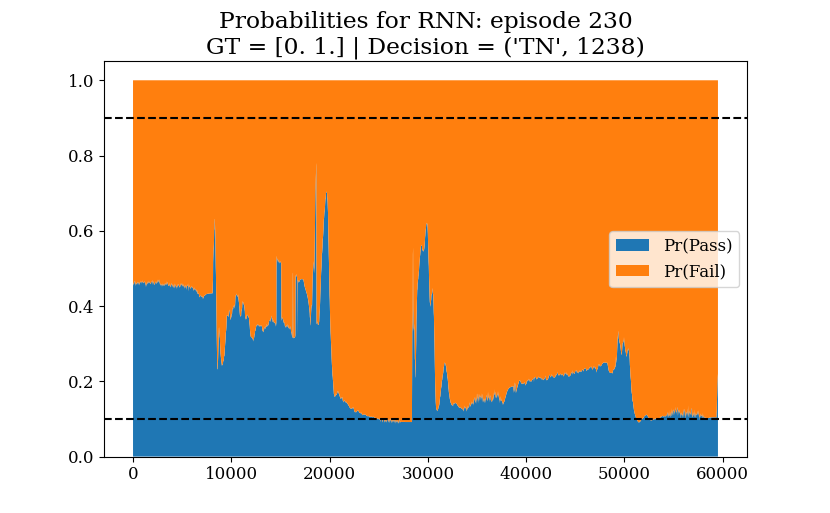 Probabilities for RNN: episode 230
GT = [0. 1.] | Decision = ('TN', 1238)
1.0
0.8
0.6
0.4
0.2
0.0
Pr(Pass)
Pr(Fail)
0 10000 20000 30000 40000 50000 60000